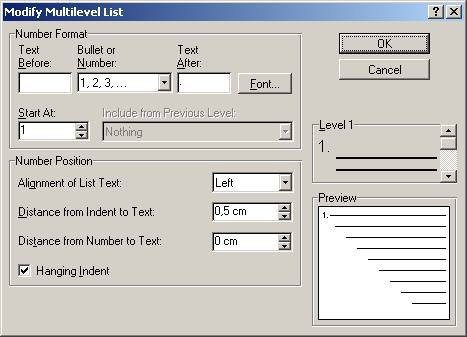 Modify Multilevel List
Number Format
Text Before:
Bullet or Number:
Text After:
1, 2, 3, ...
.
Font...
Start At:
Include from Previous Level:
1
Nothing
Number Position
Alignment of List Text:
Left
Distance from Indent to Text:
0,5 cm
Distance from Number to Text:
0 cm
Hanging Indent
OK
Cancel
Level 1
1.
Preview
1.